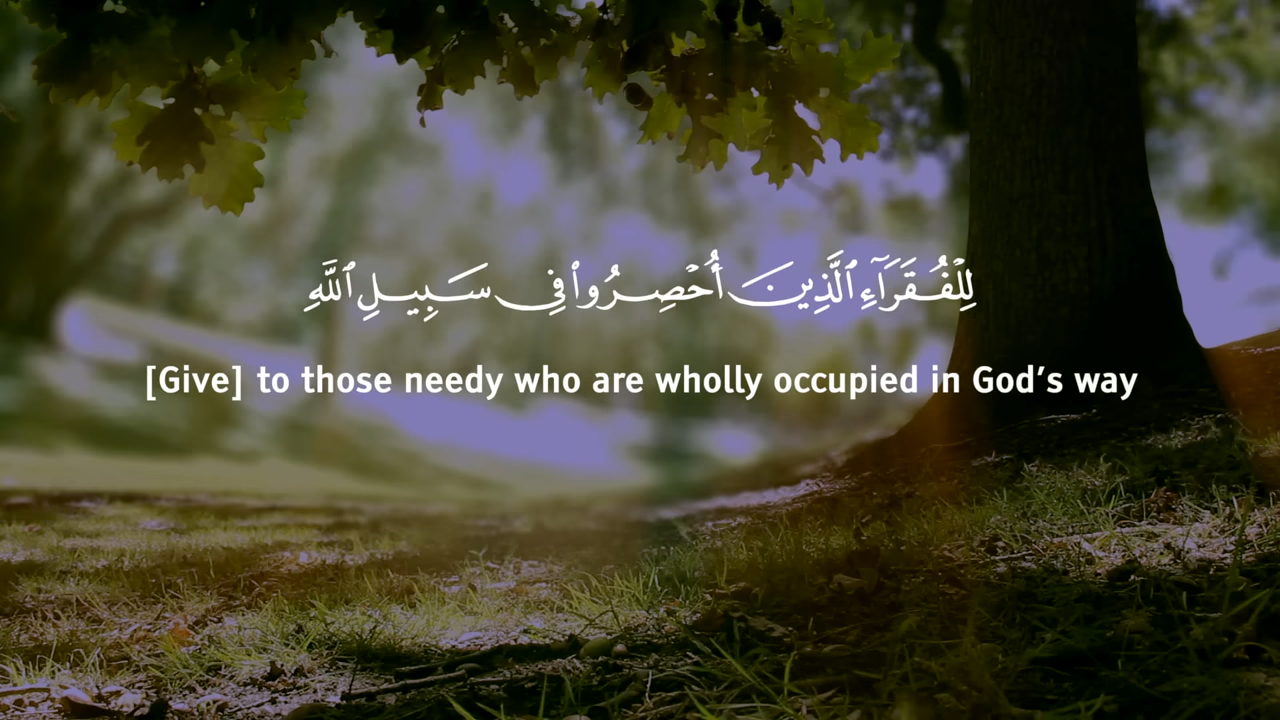 لِلْفُقَرَآءِ ٱلَّذِينَ أُحْصِرُوا۟ فِى سَبِيلِ ٱللَّهِ
[Give] to those needy who are wholly occupied in God’s way